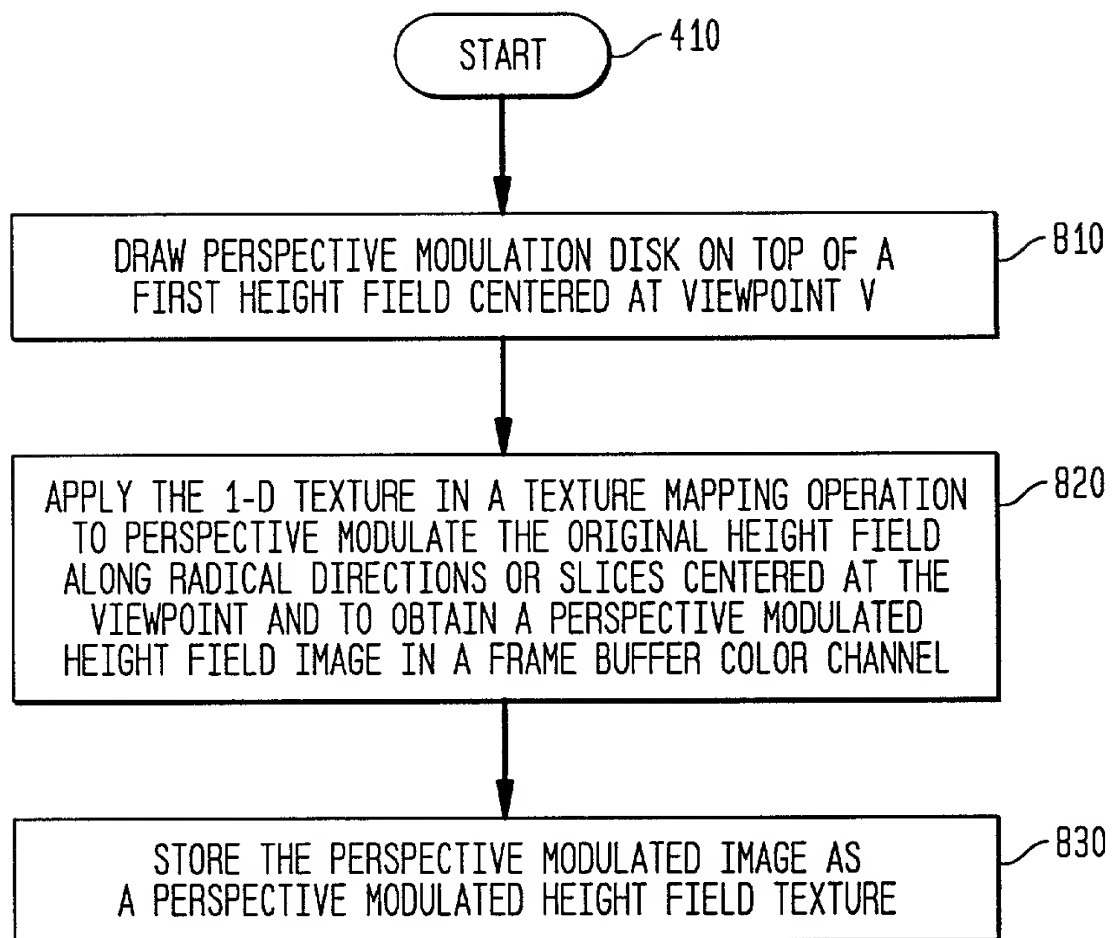 START
410
DRAW PERSPECTIVE MODULATION DISK ON TOP OF A
FIRST HEIGHT FIELD CENTERED AT VIEWPOINT V
810
APPLY THE 1-D TEXTURE IN A TEXTURE MAPPING OPERATION
TO PERSPECTIVE MODULATE THE ORIGINAL HEIGHT FIELD
ALONG RADICAL DIRECTIONS OR SLICES CENTERED AT THE
VIEWPOINT AND TO OBTAIN A PERSPECTIVE MODULATED
HEIGHT FIELD IMAGE IN A FRAME BUFFER COLOR CHANNEL
820
STORE THE PERSPECTIVE MODULATED IMAGE AS
A PERSPECTIVE MODULATED HEIGHT FIELD TEXTURE
830